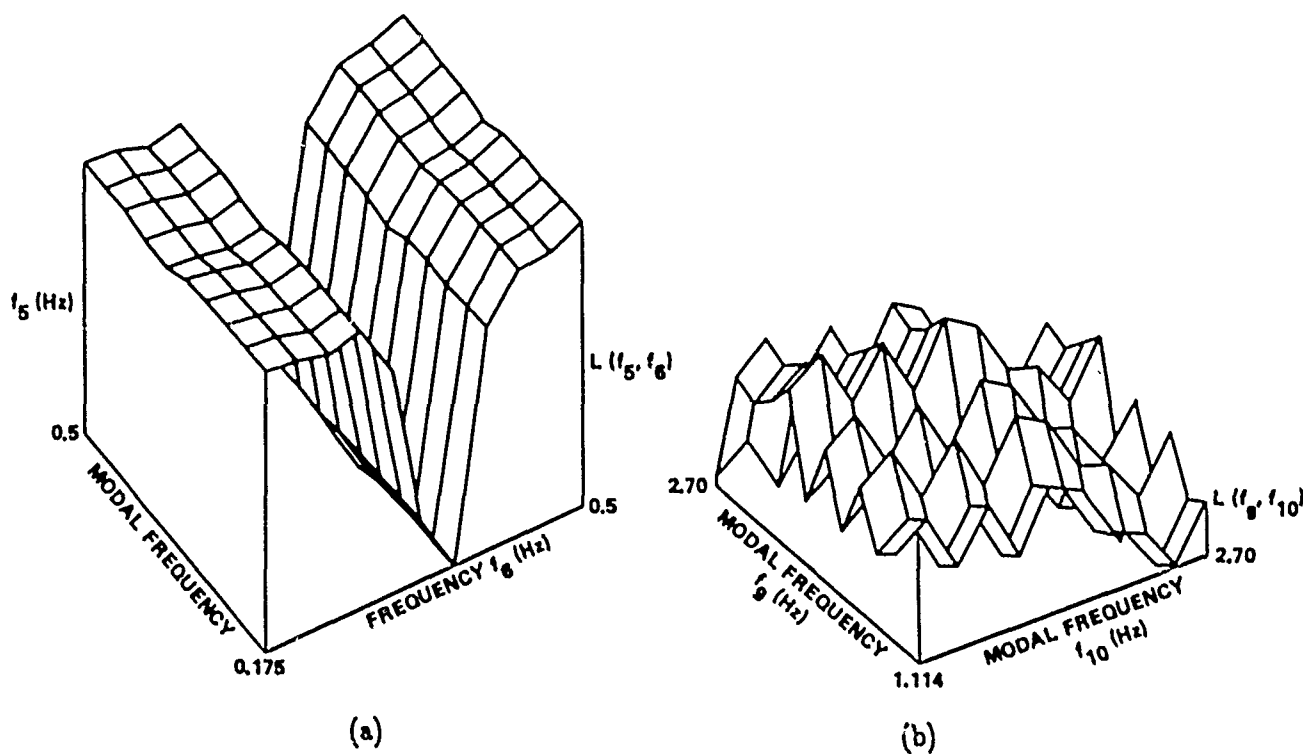 f5 (Hz)
0.5
MODAL FREQUENCY
0.175
FREQUENCY f6 (Hz)
0.5
L (f5, f6)
(a)
2.70
MODAL FREQUENCY
f9 (Hz)
1.114
MODAL FREQUENCY
f10 (Hz)
2.70
L (f9, f10)
(b)